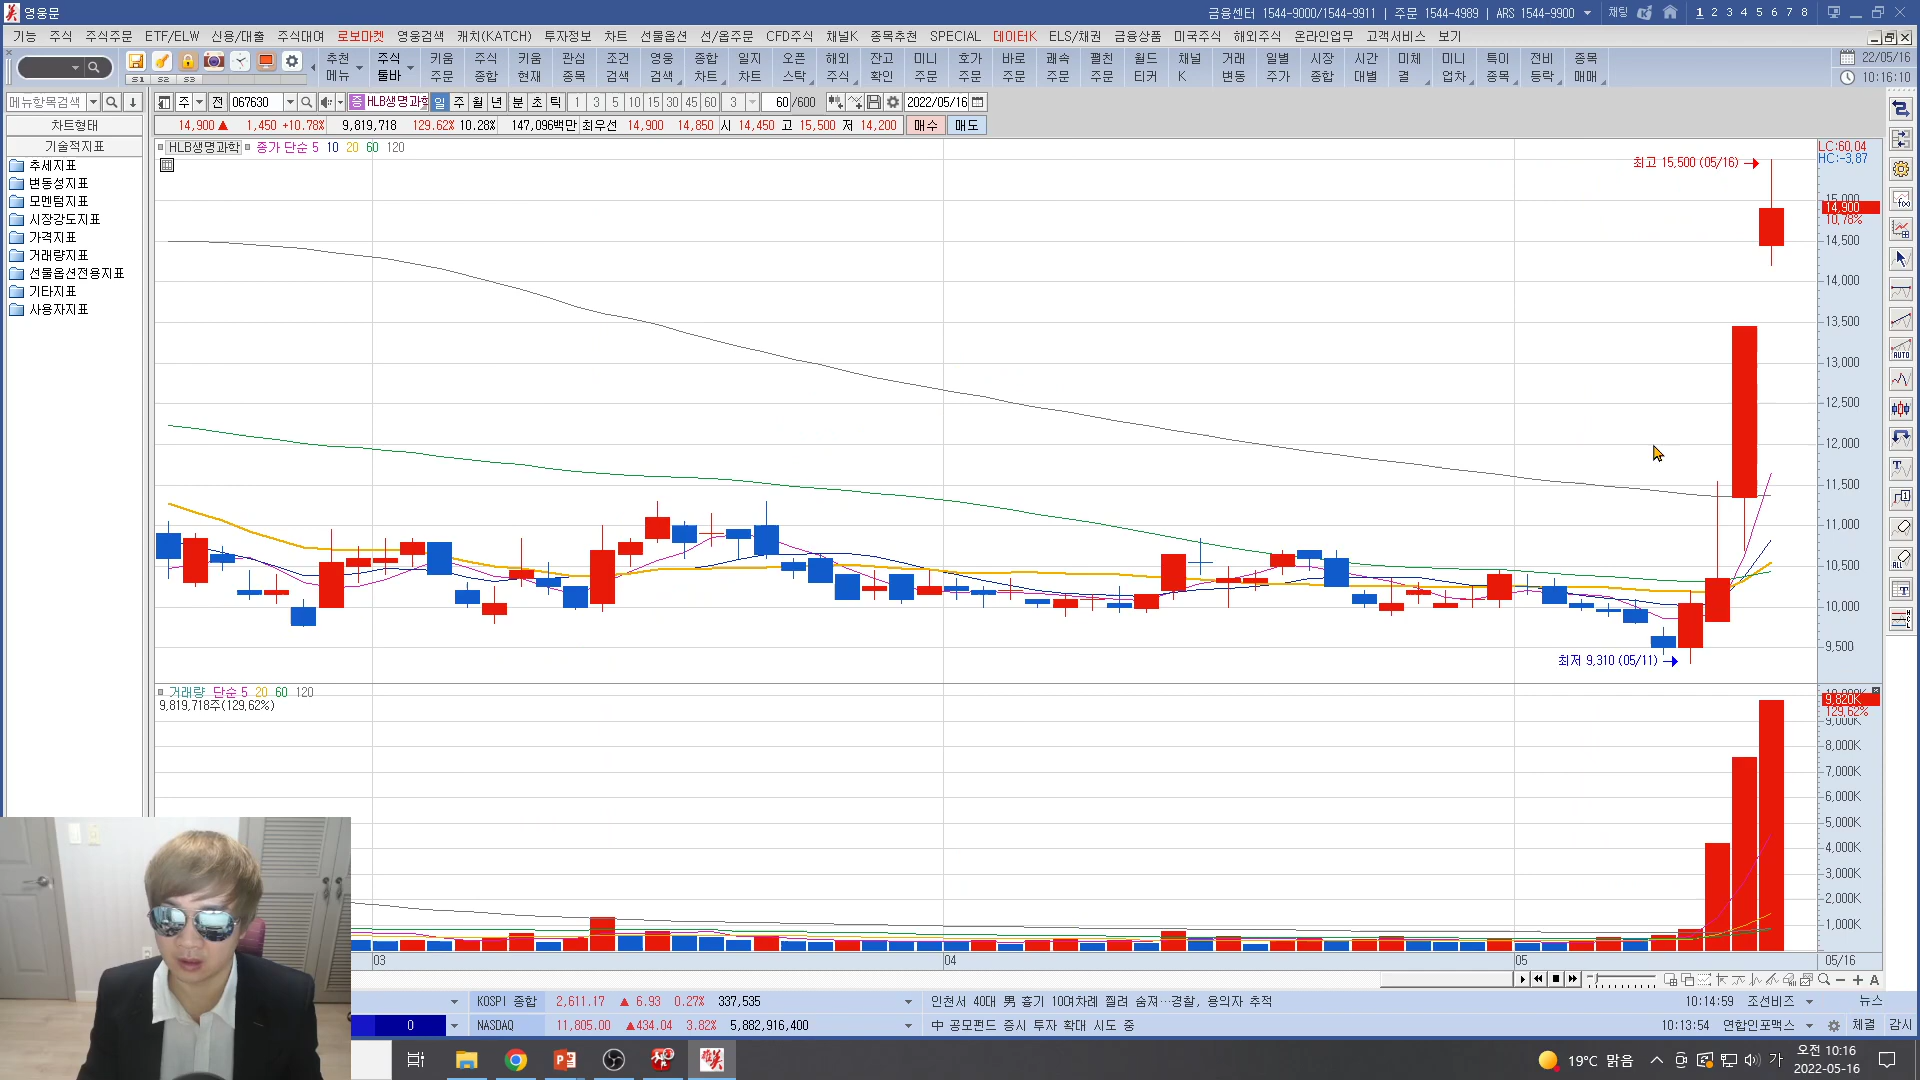 영웅문
금융센터 1544-9000/1544-9911 | 주문 1544-4989 | ARS 1544-9900 채팅 1 2 3 4 5 6 7 8
기능 주식 주식주문 ETF/ELW 신용/대출 주식대여 로보마켓 영웅검색 캐치(KATCH) 투자정보 차트 선물옵션 선/옵주문 CFD주식 채널K 종목추천 SPECIAL 데이터K ELS/채권 금융상품 미국주식 해외주식 온라인업무 고객서비스 보기
추천 주식 키움 주식 키움 관심 조건 영웅 종합 일지 오픈 해외 잔고 미니 호가 바로 쾌속 펼친 월드 채널 거래 일별 시장 시간 미체 미니 특이 전비 종목 22/05/16
메뉴 툴바 주문 종합 현재 종목 검색 검색 차트 차트 스탁 주식 확인 주문 주문 주문 주문 주문 티커 K 변동 주가 종합 대별 결 업차 종목 등락 매매 10:16:10
S1 S2 S3
메뉴항목검색 주 전 067630 증 HLB생명과학 일 주 월 년 분 초 틱 1 3 5 10 15 30 45 60 3 60 /600 2022/05/16
14,900 ▲ 1,450 +10.78% 9,819,718 129.62% 10.28% 147,096백만 최우선 14,900 14,850 시 14,450 고 15,500 저 14,200 매수 매도
차트형태
기술적지표
추세지표
변동성지표
모멘텀지표
시장강도지표
가격지표
거래량지표
선물옵션전용지표
기타지표
사용자지표
HLB생명과학 종가 단순 5 10 20 60 120
LC:60,04
HC:-3,87
최고 15,500 (05/16)
15,000
14,900
10,78%
14,500
14,000
13,500
13,000
12,500
12,000
11,500
11,000
10,500
10,000
9,500
최저 9,310 (05/11)
거래량 단순 5 20 60 120
9,819,718주(129,62%)
9,820K
129,62%
9,000K
8,000K
7,000K
6,000K
5,000K
4,000K
3,000K
2,000K
1,000K
03 04 05 05/16
A
KOSPI 종합 2,611.17 ▲ 6.93 0.27% 337,535 인천서 40대 男 흉기 10여차례 찔려 숨져…경찰, 용의자 추적 10:14:59 조선비즈 뉴스
0 NASDAQ 11,805.00 ▲434.04 3.82% 5,882,916,400 中 공모펀드 증시 투자 확대 시도 중 10:13:54 연합인포맥스 체결 감시
19°C 맑음 가 오전 10:16
2022-05-16